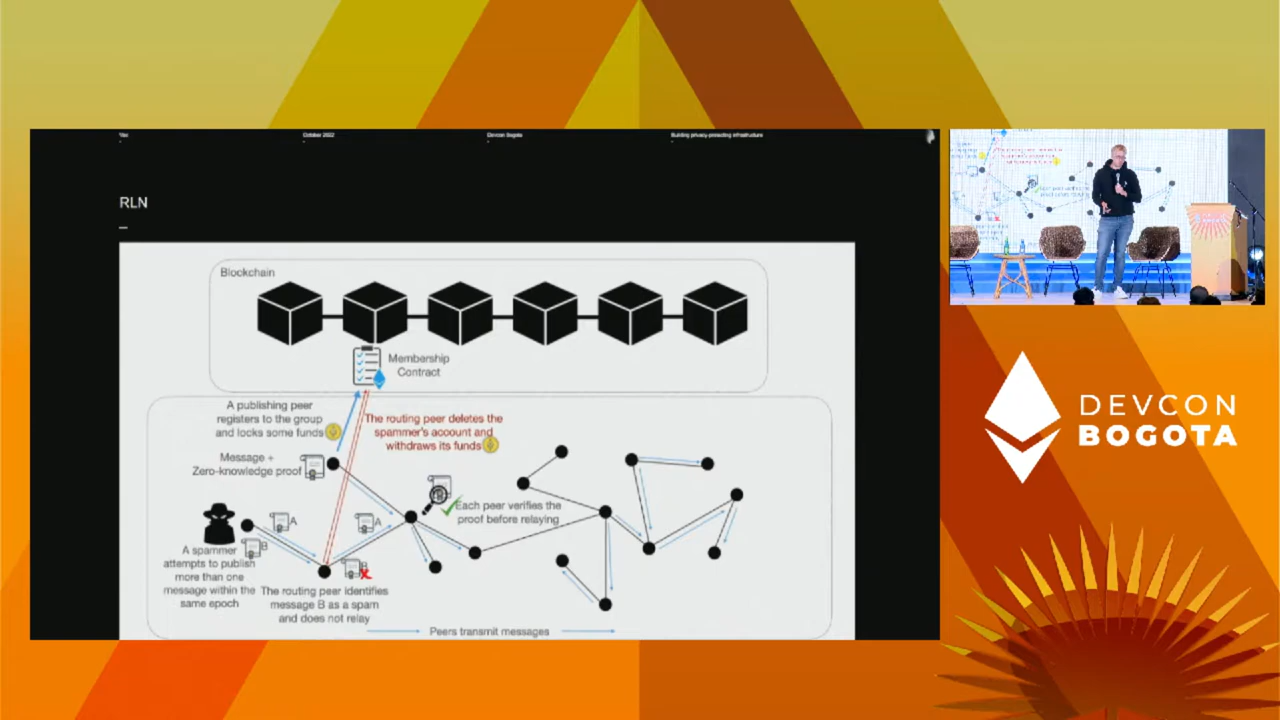 Vac
October 2022
Devcon Bogota
Building privacy-protecting infrastructure
RLN
Blockchain
Membership
Contract
A publishing peer
registers to the group
and locks some funds
The routing peer deletes the
spammer's account and
withdraws its funds
Message +
Zero-knowledge proof
Each peer verifies the
proof before relaying
A
A
B
B
A spammer
attempts to publish
more than one
message within the
same epoch
The routing peer identifies
message B as a spam
and does not relay
Peers transmit messages
DEVCON
BOGOTA